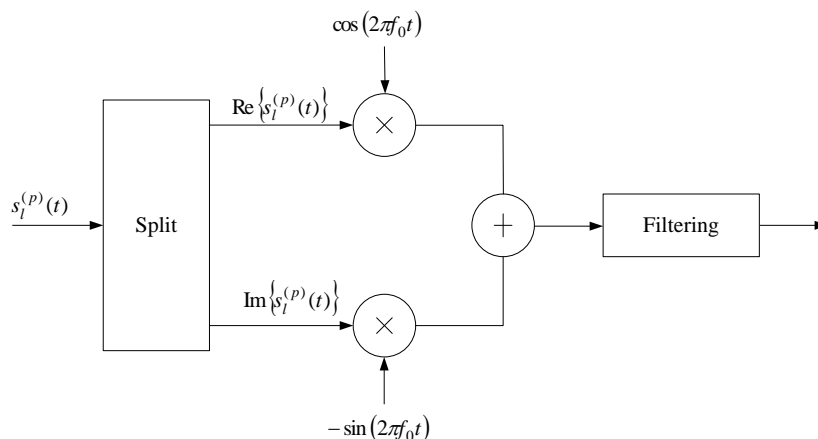 cos(2πf₀t)
Re{s_l^(p)(t)}
×
s_l^(p)(t)
Split
+
Filtering
Im{s_l^(p)(t)}
×
−sin(2πf₀t)